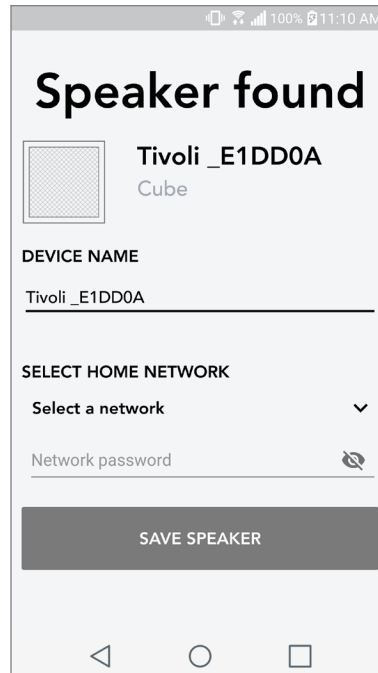 100% 11:10 AM
Speaker found
Tivoli _E1DD0A
Cube
DEVICE NAME
Tivoli _E1DD0A
SELECT HOME NETWORK
Select a network
Network password
SAVE SPEAKER